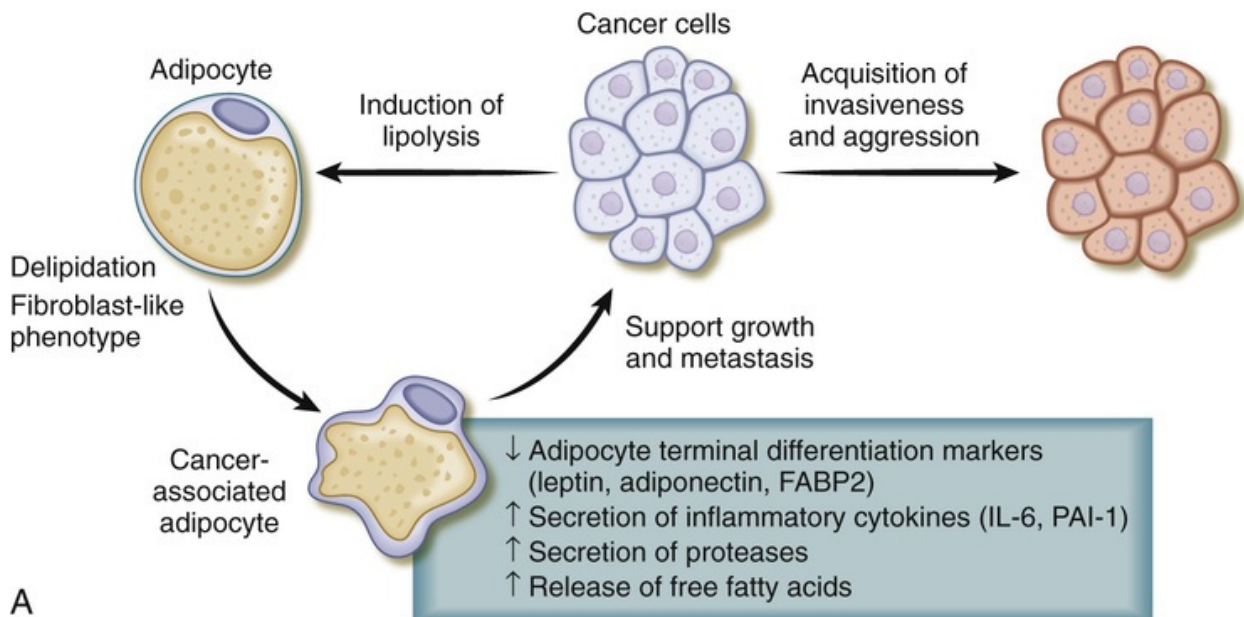 Cancer cells
Adipocyte
Induction of
lipolysis
Acquisition of
invasiveness
and aggression
Delipidation
Fibroblast-like
phenotype
Support growth
and metastasis
Cancer-
associated
adipocyte
↓ Adipocyte terminal differentiation markers
(leptin, adiponectin, FABP2)
↑ Secretion of inflammatory cytokines (IL-6, PAI-1)
↑ Secretion of proteases
↑ Release of free fatty acids
A